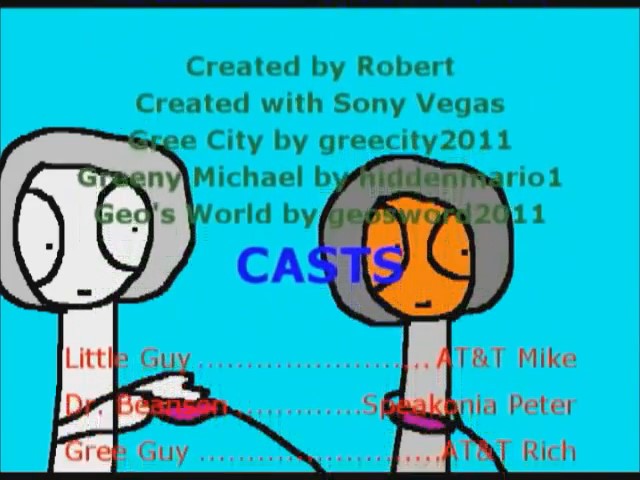 Created by Robert
Created with Sony Vegas
Gree City by greecity2011
Greeny Michael by hiddenmario1
Geo's World by geosword2011
CASTS
Little Guy ......................... AT&T Mike
Dr. Beanson ..............Speakonia Peter
Gree Guy ..........................AT&T Rich